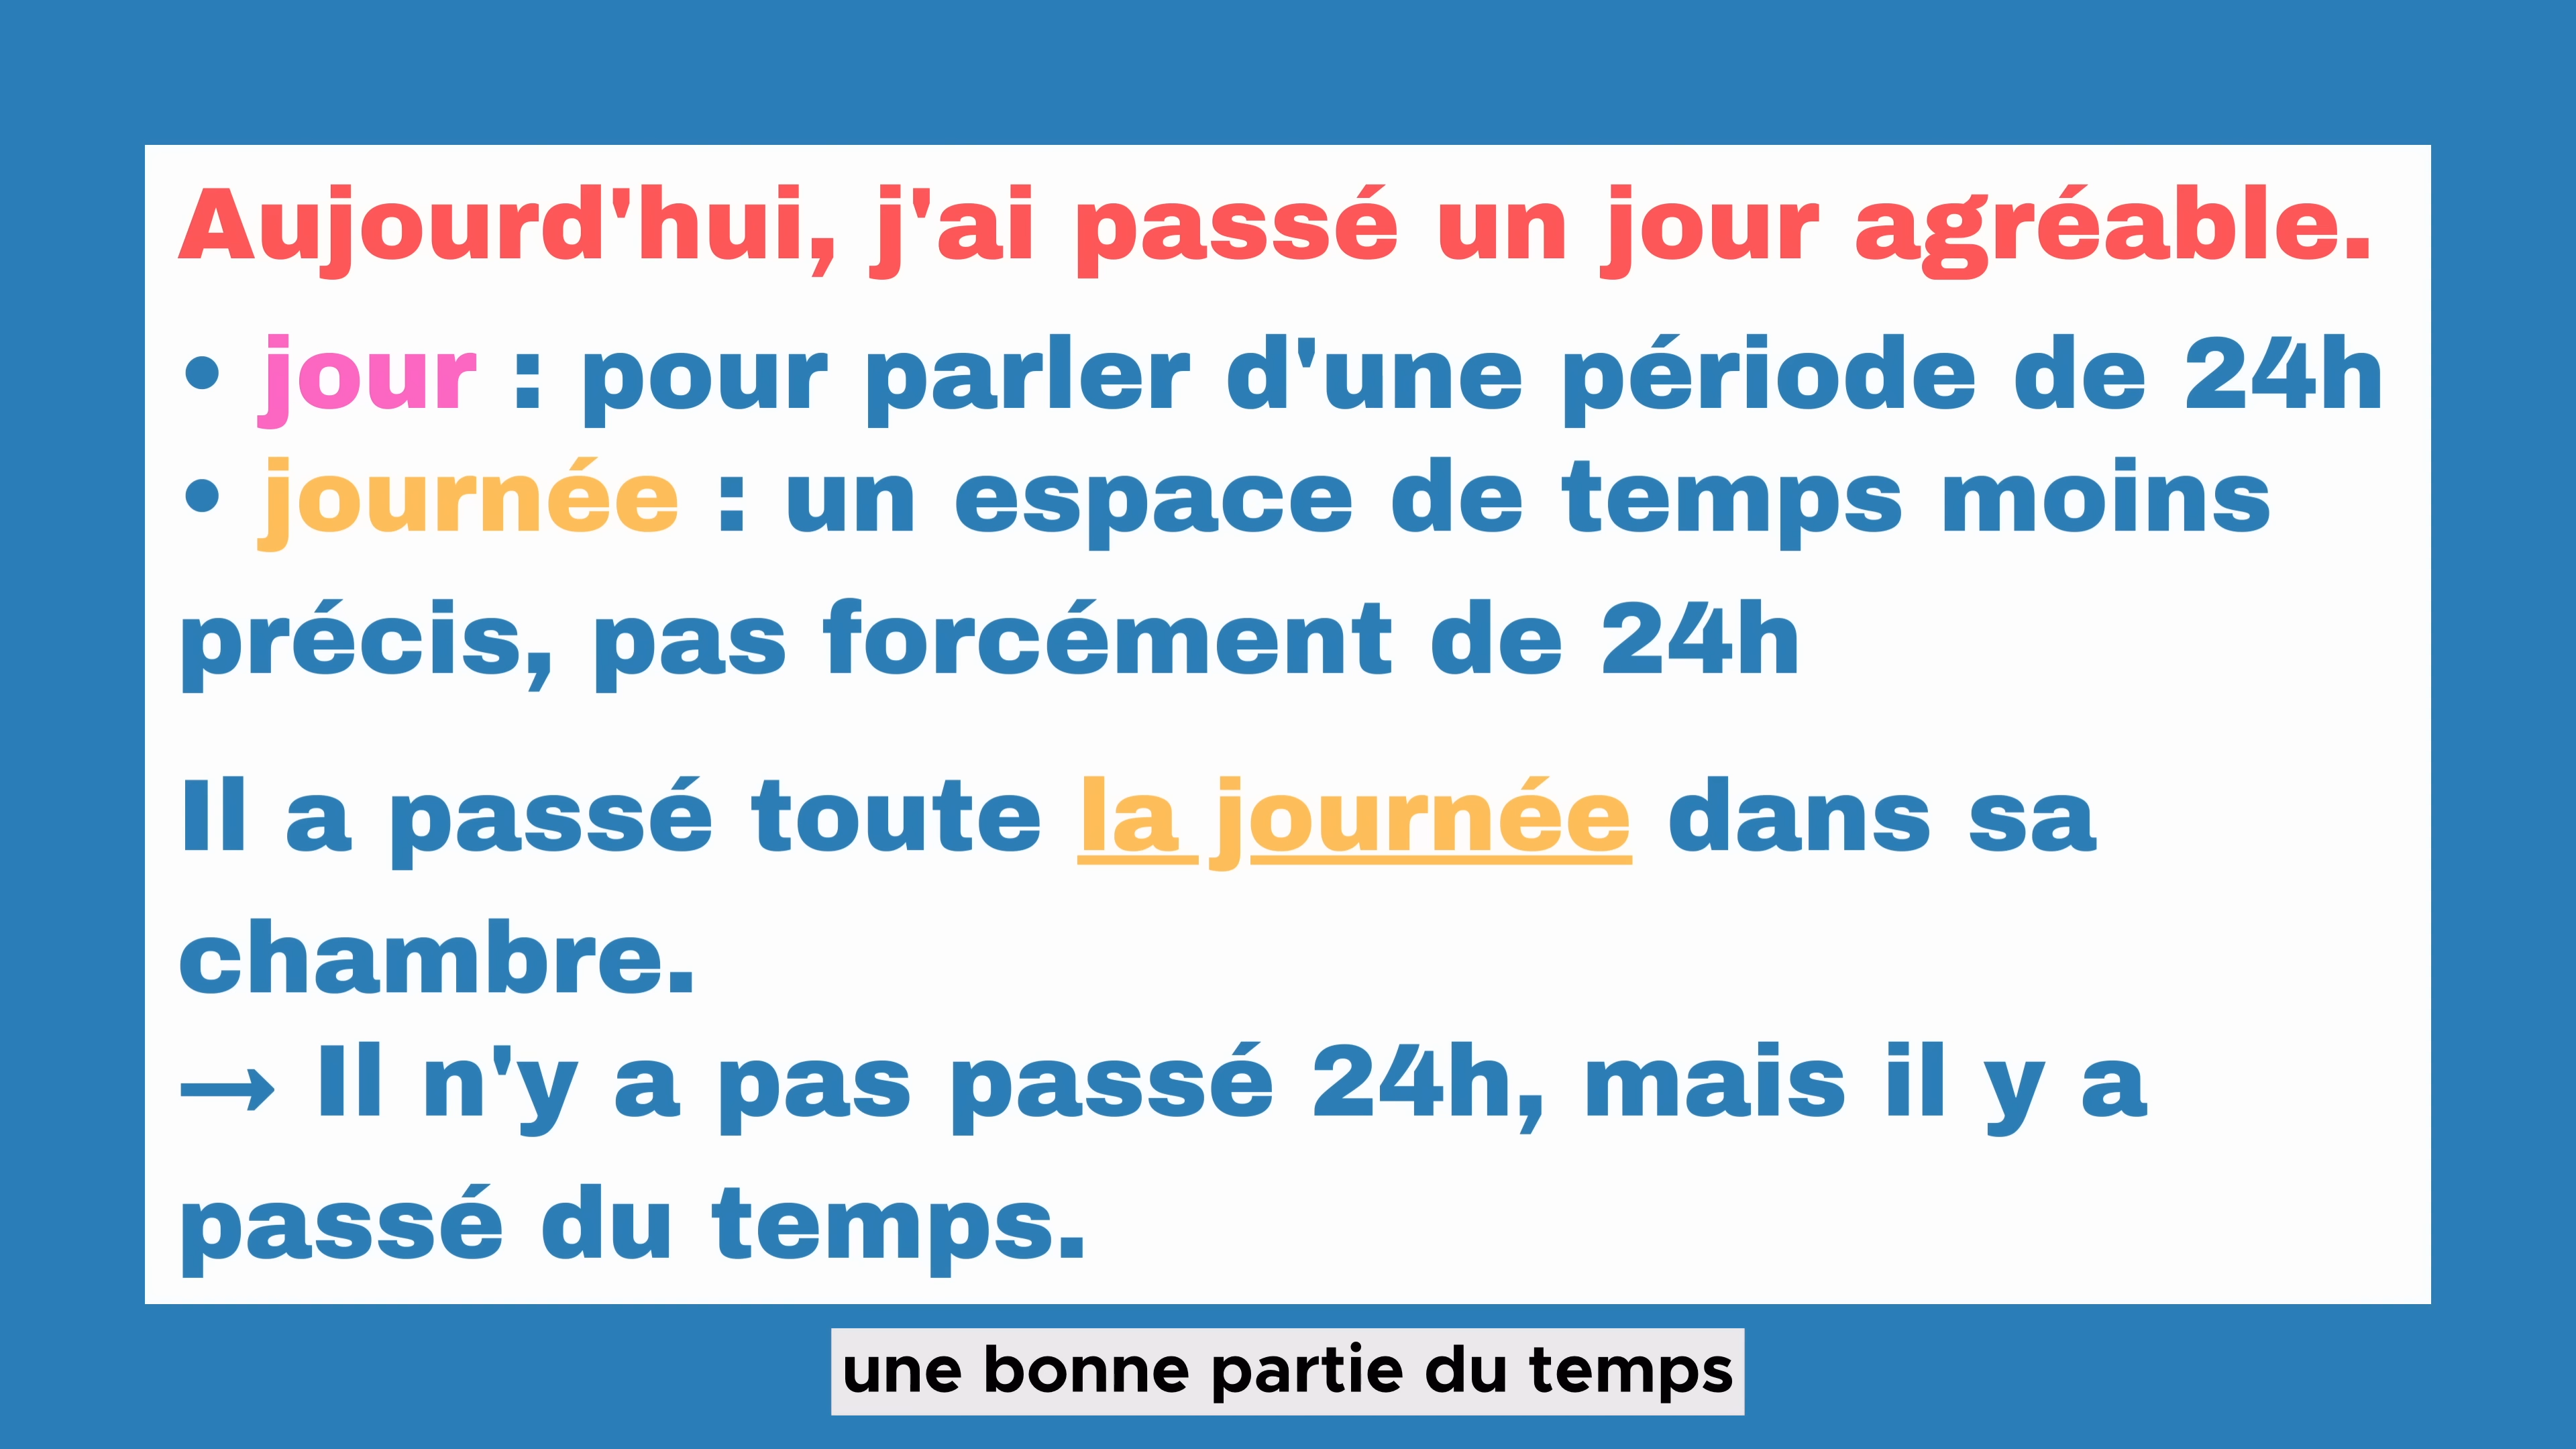 Aujourd'hui, j'ai passé un jour agréable.
• jour : pour parler d'une période de 24h
• journée : un espace de temps moins
précis, pas forcément de 24h
Il a passé toute la journée dans sa
chambre.
→ Il n'y a pas passé 24h, mais il y a
passé du temps.
une bonne partie du temps